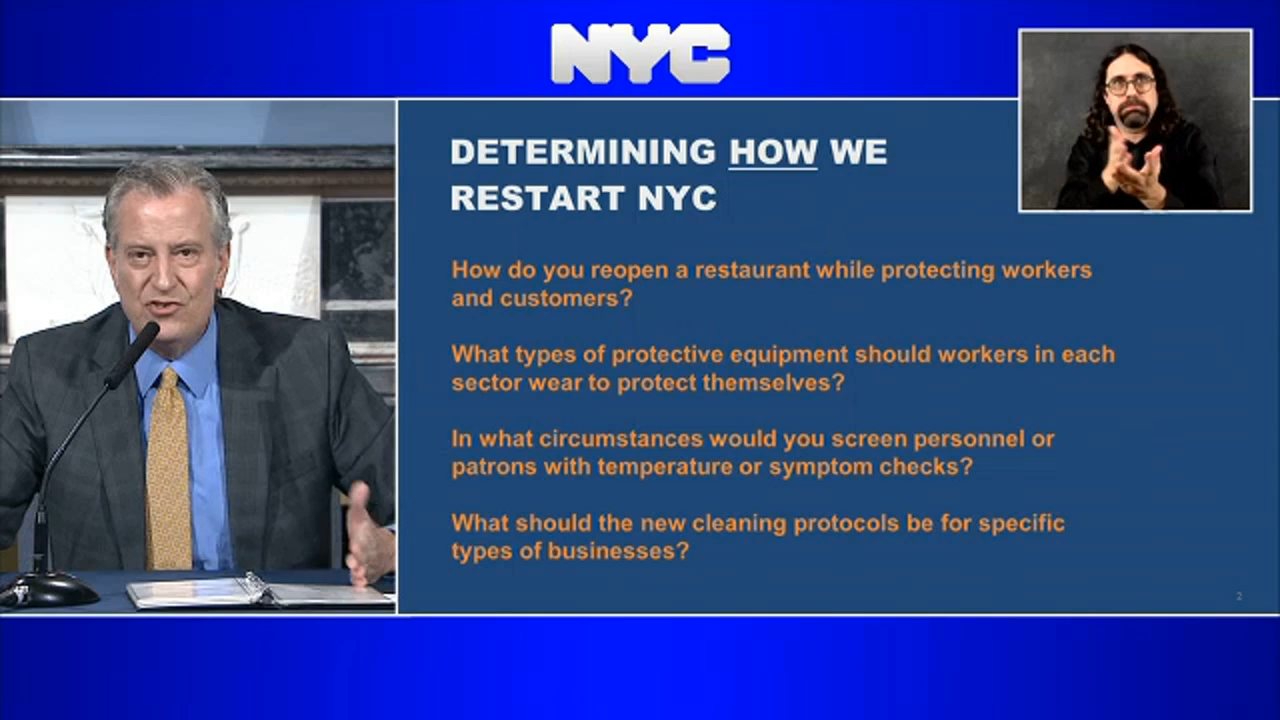 NYC
DETERMINING HOW WE
RESTART NYC
How do you reopen a restaurant while protecting workers
and customers?
What types of protective equipment should workers in each
sector wear to protect themselves?
In what circumstances would you screen personnel or
patrons with temperature or symptom checks?
What should the new cleaning protocols be for specific
types of businesses?
2